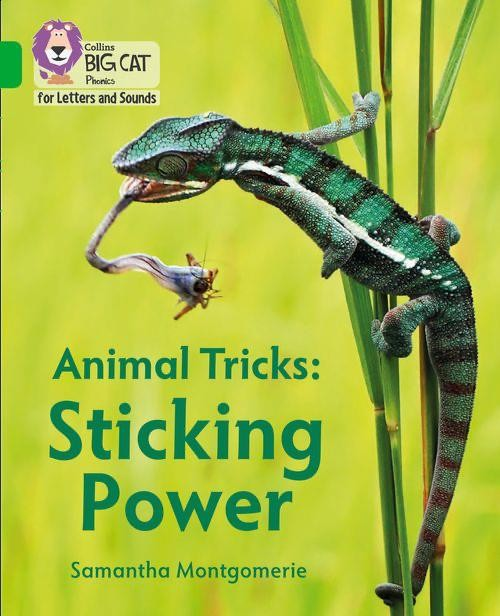 Collins
BIG CAT
Phonics
for Letters and Sounds
Animal Tricks:
Sticking
Power
Samantha Montgomerie